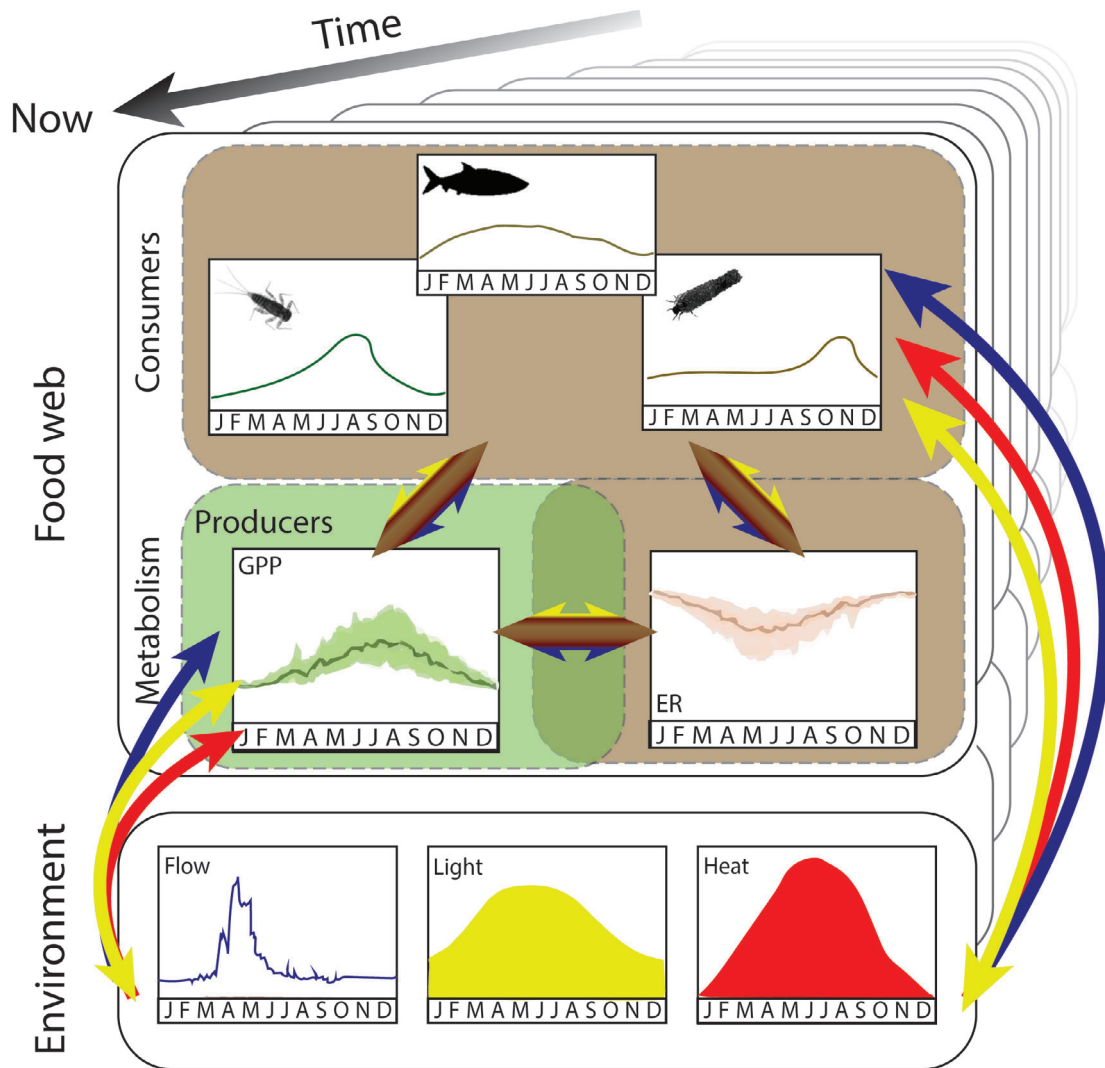 Time
Now
Food web
Consumers
J F M A M J J A S O N D
J F M A M J J A S O N D
J F M A M J J A S O N D
Metabolism
Producers
GPP
J F M A M J J A S O N D
ER
J F M A M J J A S O N D
Environment
Flow
J F M A M J J A S O N D
Light
J F M A M J J A S O N D
Heat
J F M A M J J A S O N D